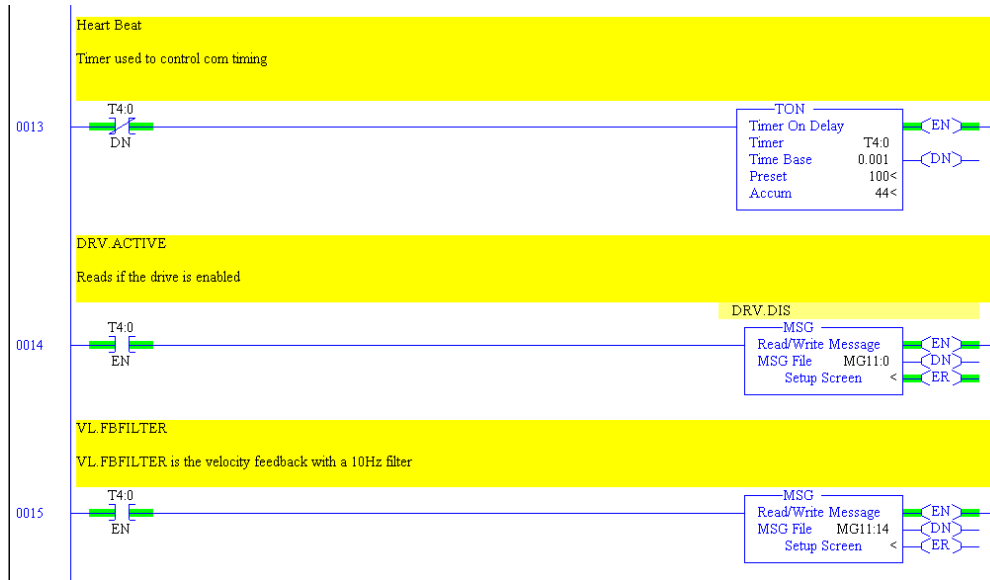 Heart Beat
Timer used to control com timing
T4:0
DN
0013
TON
Timer On Delay
Timer T4:0
Time Base 0.001
Preset 100<
Accum 44<
EN
DN
DRV.ACTIVE
Reads if the drive is enabled
DRV.DIS
T4:0
EN
0014
MSG
Read/Write Message
MSG File MG11:0
Setup Screen <
EN
DN
ER
VL.FBFILTER
VL.FBFILTER is the velocity feedback with a 10Hz filter
T4:0
EN
0015
MSG
Read/Write Message
MSG File MG11:14
Setup Screen <
EN
DN
ER